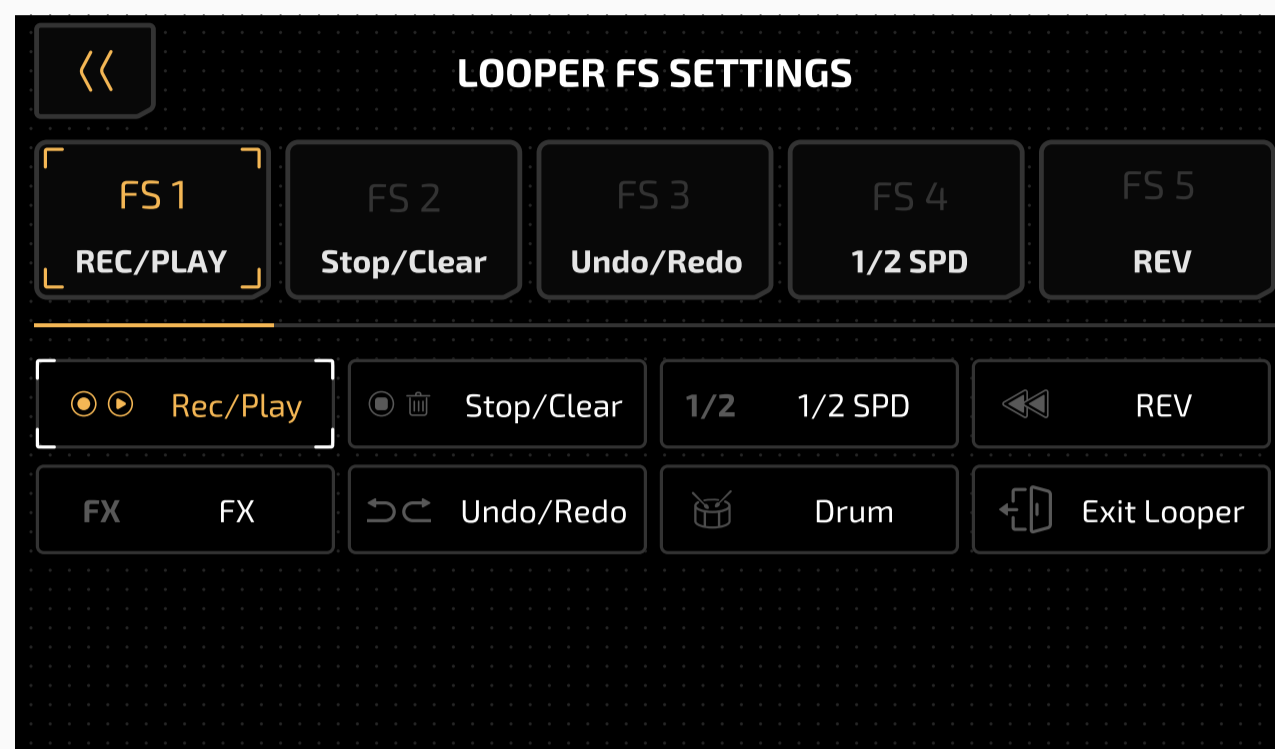 LOOPER FS SETTINGS
FS 1
REC/PLAY
FS 2
Stop/Clear
FS 3
Undo/Redo
FS 4
1/2 SPD
FS 5
REV
Rec/Play
Stop/Clear
1/2 1/2 SPD
REV
FX FX
Undo/Redo
Drum
Exit Looper